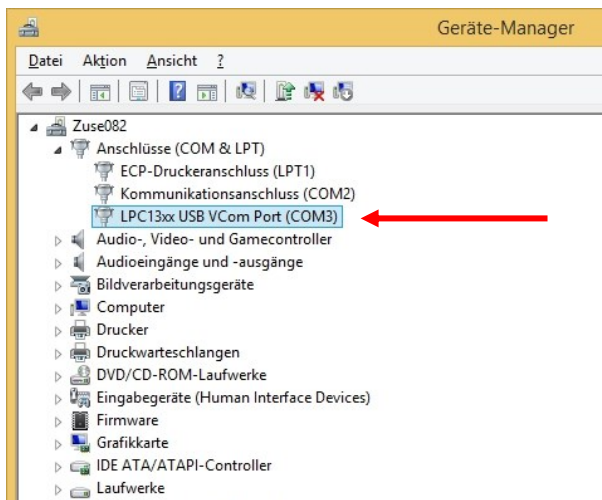 Geräte-Manager
Datei Aktion Ansicht ?
Zuse082
Anschlüsse (COM & LPT)
ECP-Druckeranschluss (LPT1)
Kommunikationsanschluss (COM2)
LPC13xx USB VCom Port (COM3)
Audio-, Video- und Gamecontroller
Audioeingänge und -ausgänge
Bildverarbeitungsgeräte
Computer
Drucker
Druckwarteschlangen
DVD/CD-ROM-Laufwerke
Eingabegeräte (Human Interface Devices)
Firmware
Grafikkarte
IDE ATA/ATAPI-Controller
Laufwerke